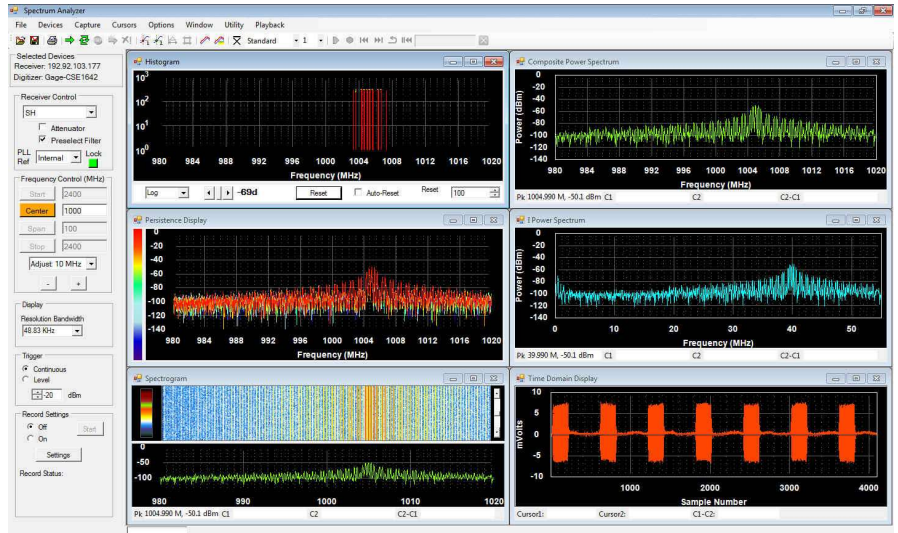 Spectrum Analyzer
File Devices Capture Cursors Options Window Utility Playback
Standard 1
Selected Devices
Receiver: 192.92.103.177
Digitizer: Gage-CSE1642
Receiver Control
SH
Attenuator
Preselect Filter
PLL Ref Internal Lock
Frequency Control (MHz)
Start 2400
Center 1000
Span 100
Stop 2400
Adjust: 10 MHz
- +
Display
Resolution Bandwidth
48.83 KHz
Trigger
Continuous
Level
-20 dBm
Record Settings
Off Start
On
Settings
Record Status:
Histogram
10³
10²
10¹
10⁰
980 984 988 992 996 1000 1004 1008 1012 1016 1020
Frequency (MHz)
Log -69d Reset Auto-Reset Reset 100
Composite Power Spectrum
Power (dBm)
0
-20
-40
-60
-80
-100
-120
-140
980 984 988 992 996 1000 1004 1008 1012 1016 1020
Frequency (MHz)
Pk 1004.990 M, -50.1 dBm C1 C2 C2-C1
Persistence Display
0
-20
-40
-60
-80
-100
-120
-140
980 984 988 992 996 1000 1004 1008 1012 1016 1020
Frequency (MHz)
I Power Spectrum
Power (dBm)
0
-20
-40
-60
-80
-100
-120
-140
0 10 20 30 40 50
Frequency (MHz)
Pk 39.990 M, -50.1 dBm C1 C2 C2-C1
Spectrogram
0
-50
-100
980 990 1000 1010 1020
Pk 1004.990 M, -50.1 dBm C1 C2 C2-C1
Time Domain Display
mVolts
10
5
0
-5
-10
1000 2000 3000 4000
Sample Number
Cursor1: Cursor2: C1-C2: